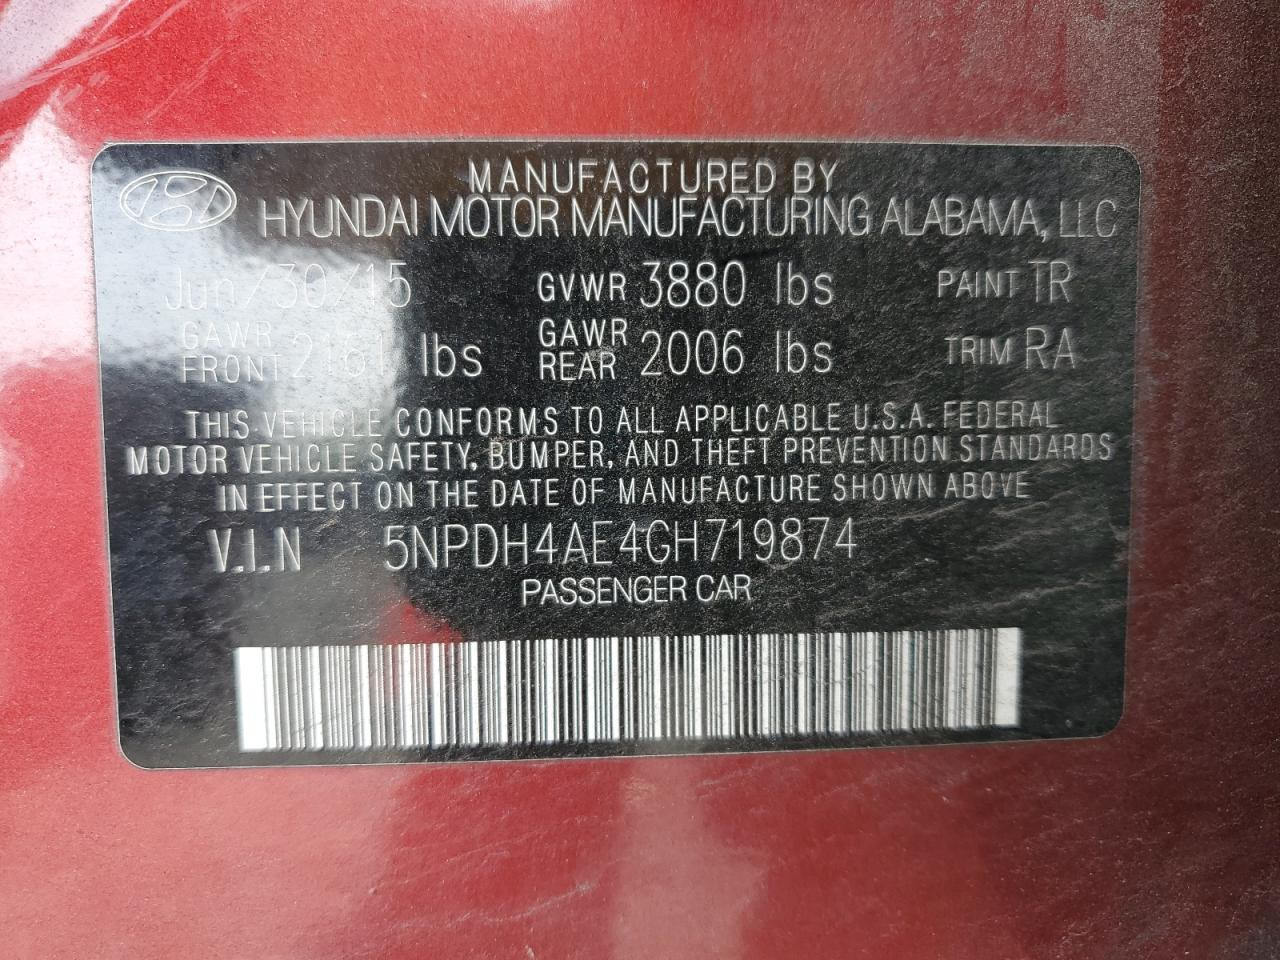 MANUFACTURED BY
HYUNDAI MOTOR MANUFACTURING ALABAMA, LLC
Jun/30/15 GVWR 3880 lbs PAINT TR
GAWR FRONT 2161 lbs GAWR REAR 2006 lbs TRIM RA
THIS VEHICLE CONFORMS TO ALL APPLICABLE U.S.A. FEDERAL
MOTOR VEHICLE SAFETY, BUMPER, AND THEFT PREVENTION STANDARDS
IN EFFECT ON THE DATE OF MANUFACTURE SHOWN ABOVE
V.I.N 5NPDH4AE4GH719874
PASSENGER CAR